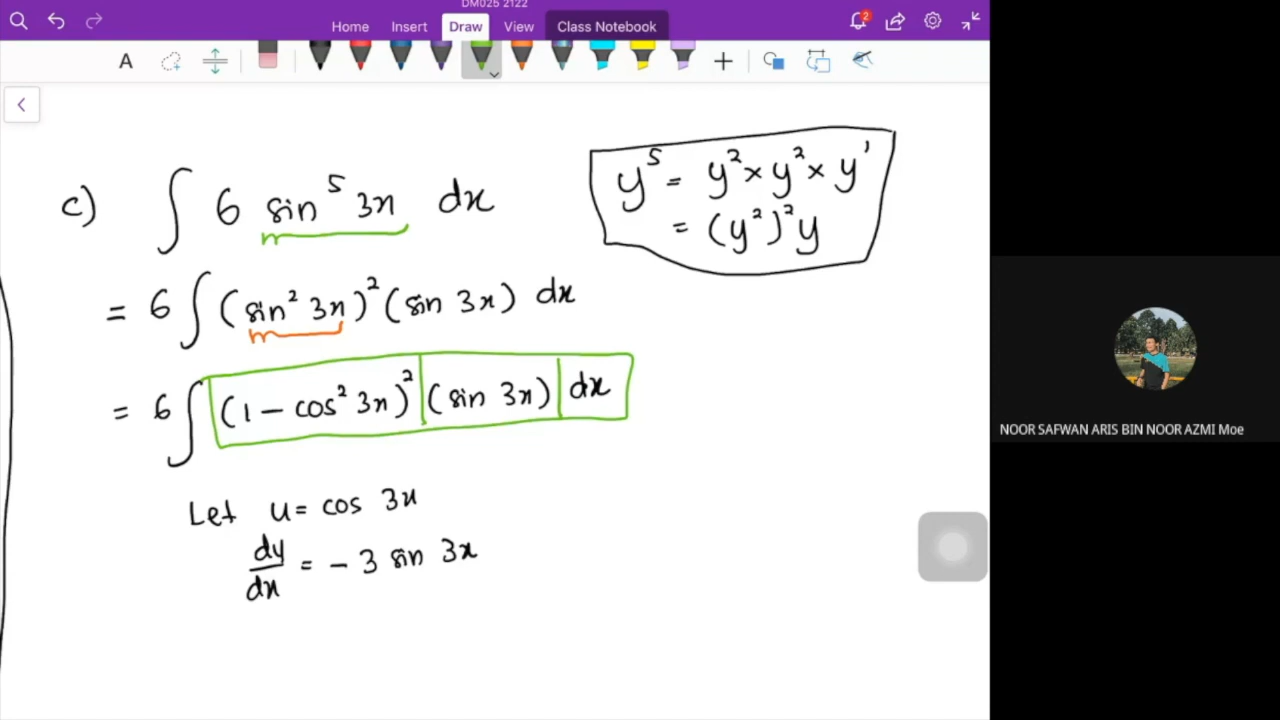 DM025 2122
Home Insert Draw View Class Notebook
2
A
c) ∫ 6 sin⁵ 3x dx
y⁵ = y² × y² × y¹
= (y²)² y
= 6 ∫ (sin² 3x)² (sin 3x) dx
= 6 ∫ (1 − cos² 3x)² (sin 3x) dx
Let u = cos 3x
dy/dx = − 3 sin 3x
NOOR SAFWAN ARIS BIN NOOR AZMI Moe